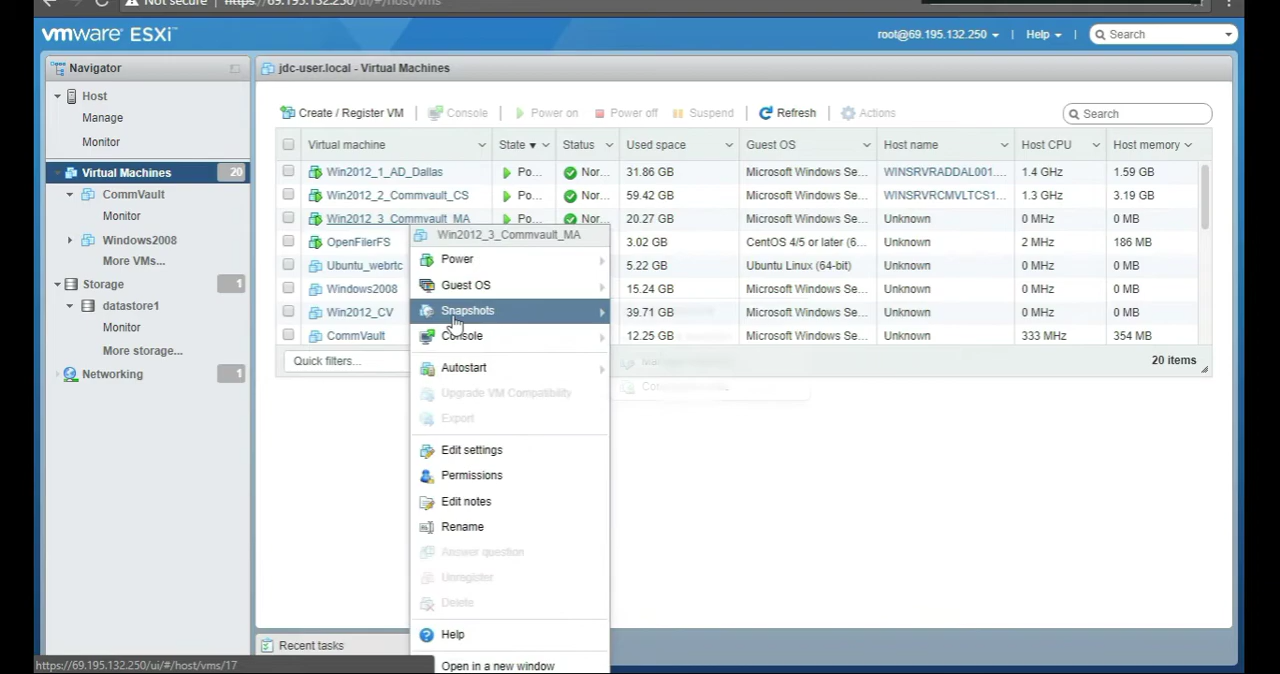 Not secure | https://69.195.132.250/ui/#/host/vms
vmware ESXi™
root@69.195.132.250 | Help | Search
Navigator
Host
Manage
Monitor
Virtual Machines 20
CommVault
Monitor
Windows2008
More VMs...
Storage 1
datastore1
Monitor
More storage...
Networking 1
jdc-user.local - Virtual Machines
Create / Register VM | Console | Power on Power off Suspend | Refresh | Actions
Search
Virtual machine State Status Used space Guest OS Host name Host CPU Host memory
Win2012_1_AD_Dallas Po... Nor... 31.86 GB Microsoft Windows Se... WINSRVRADDAL001.... 1.4 GHz 1.59 GB
Win2012_2_Commvault_CS Po... Nor... 59.42 GB Microsoft Windows Se... WINSRVRCMVLTCS1... 1.3 GHz 3.19 GB
Win2012_3_Commvault_MA Po... Nor... 20.27 GB Microsoft Windows Se... Unknown 0 MHz 0 MB
OpenFilerFS 3.02 GB CentOS 4/5 or later (6... Unknown 2 MHz 186 MB
Ubuntu_webrtc 5.22 GB Ubuntu Linux (64-bit) Unknown 0 MHz 0 MB
Windows2008 15.24 GB Microsoft Windows Se... Unknown 0 MHz 0 MB
Win2012_CV 39.71 GB Microsoft Windows Se... Unknown 0 MHz 0 MB
CommVault 12.25 GB Microsoft Windows Se... Unknown 333 MHz 354 MB
Quick filters...
20 items
Win2012_3_Commvault_MA
Power
Guest OS
Snapshots
Console
Autostart
Upgrade VM Compatibility
Export
Edit settings
Permissions
Edit notes
Rename
Answer question
Unregister
Delete
Help
Open in a new window
Recent tasks
https://69.195.132.250/ui/#/host/vms/17